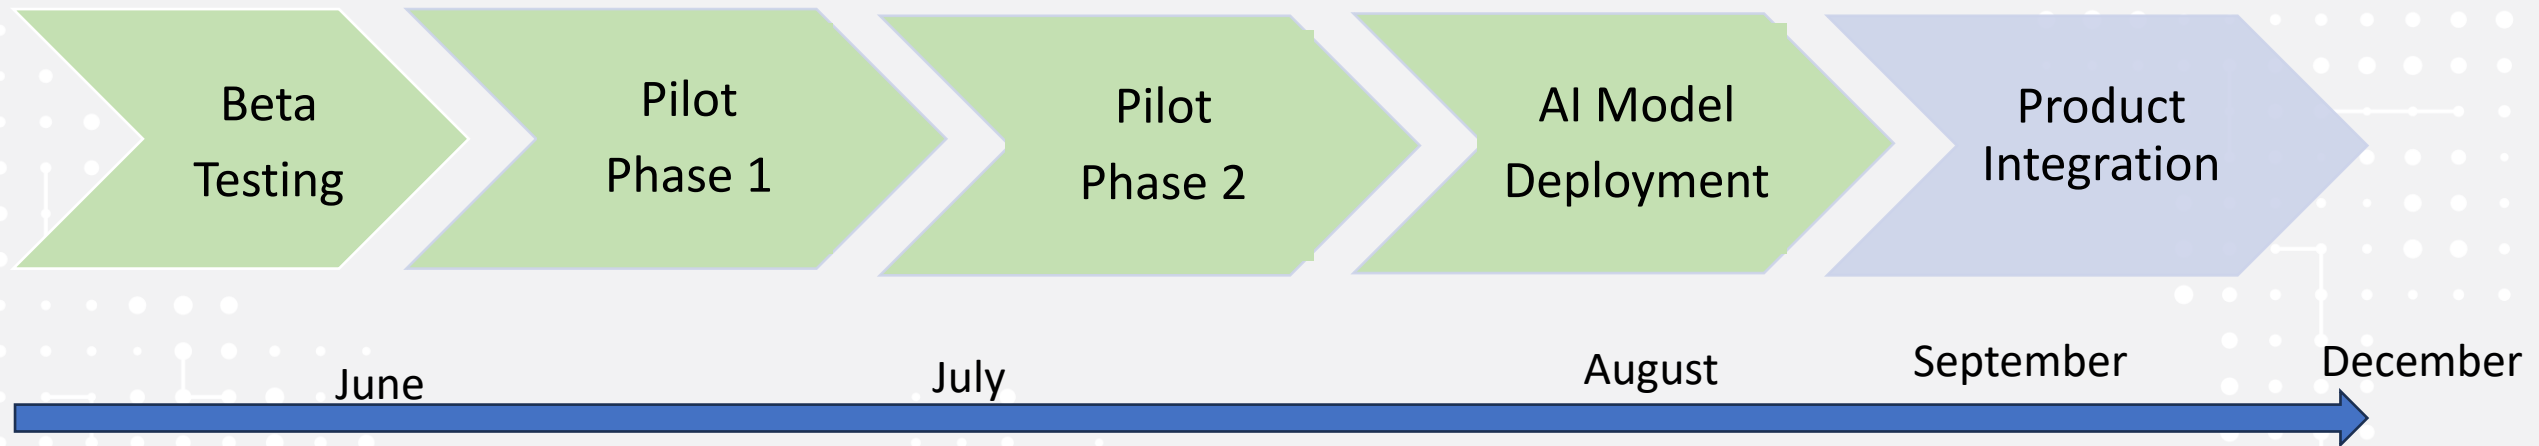 Beta
Testing
Pilot
Phase 1
Pilot
Phase 2
AI Model
Deployment
Product
Integration
June
July
August
September
December